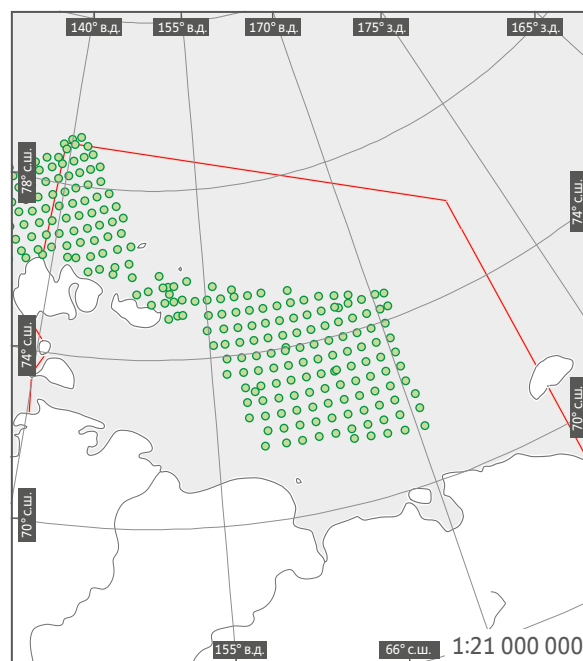 140° в.д.
155° в.д.
170° в.д.
175° з.д.
165° з.д.
78° с.ш.
74° с.ш.
74° с.ш.
70° с.ш.
70° с.ш.
155° в.д.
66° с.ш.
1:21 000 000